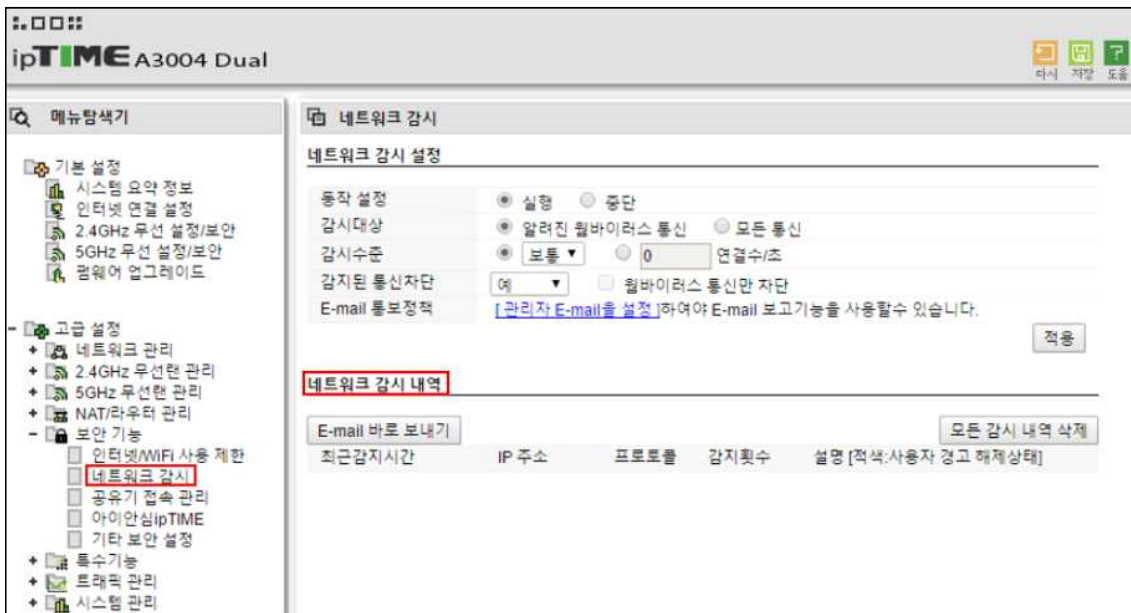 ipTIME A3004 Dual
다시 저장 도움
메뉴탐색기
기본 설정
시스템 요약 정보
인터넷 연결 설정
2.4GHz 무선 설정/보안
5GHz 무선 설정/보안
펌웨어 업그레이드
고급 설정
네트워크 관리
2.4GHz 무선랜 관리
5GHz 무선랜 관리
NAT/라우터 관리
보안 기능
인터넷/WiFi 사용 제한
네트워크 감시
공유기 접속 관리
아이안심ipTIME
기타 보안 설정
특수기능
트래픽 관리
시스템 관리
네트워크 감시
네트워크 감시 설정
동작 설정 실행 중단
감시대상 알려진 웜바이러스 통신 모든 통신
감시수준 보통 0 연결수/초
감지된 통신차단 예 웜바이러스 통신만 차단
E-mail 통보정책 [ 관리자 E-mail을 설정 ]하여야 E-mail 보고기능을 사용할수 있습니다.
적용
네트워크 감시 내역
E-mail 바로 보내기 모든 감시 내역 삭제
최근감지시간 IP 주소 프로토콜 감지횟수 설명 [적색:사용자 경고 해제상태]